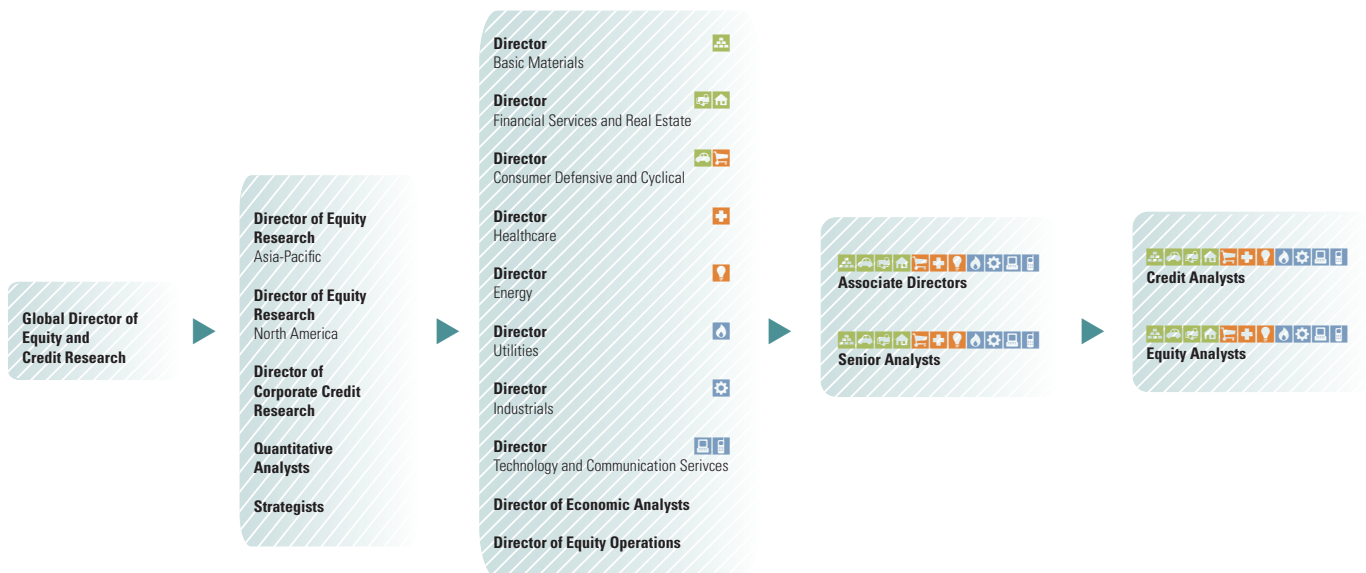 Global Director of
Equity and
Credit Research
Director of Equity
Research
Asia-Pacific
Director of Equity
Research
North America
Director of
Corporate Credit
Research
Quantitative
Analysts
Strategists
Director
Basic Materials
Director
Financial Services and Real Estate
Director
Consumer Defensive and Cyclical
Director
Healthcare
Director
Energy
Director
Utilities
Director
Industrials
Director
Technology and Communication Serivces
Director of Economic Analysts
Director of Equity Operations
Associate Directors
Senior Analysts
Credit Analysts
Equity Analysts